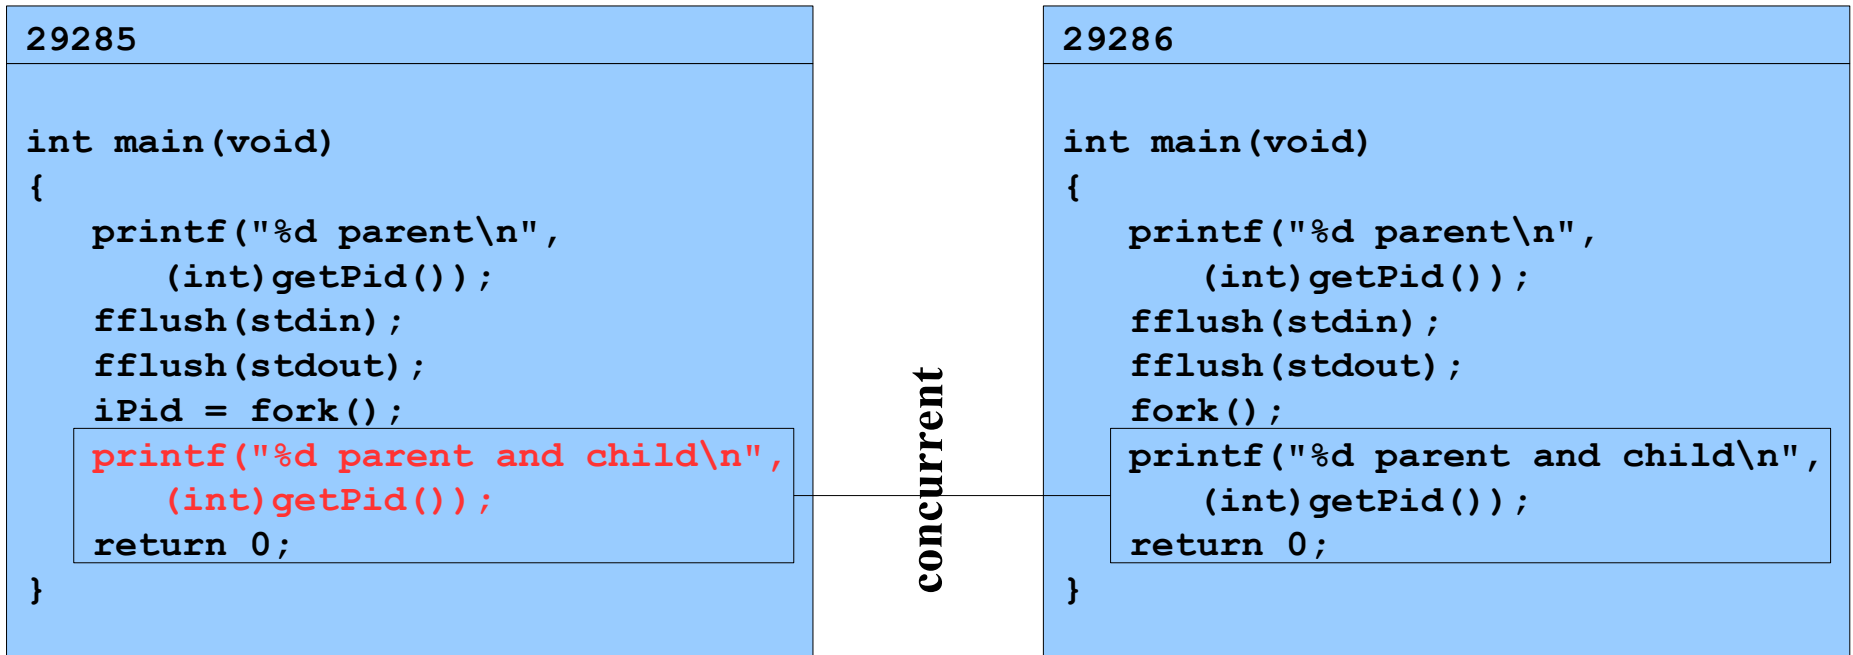 29285
int main(void)
{
printf("%d parent\n",
(int)getPid());
fflush(stdin);
fflush(stdout);
iPid = fork();
printf("%d parent and child\n",
(int)getPid());
return 0;
}
concurrent
29286
int main(void)
{
printf("%d parent\n",
(int)getPid());
fflush(stdin);
fflush(stdout);
fork();
printf("%d parent and child\n",
(int)getPid());
return 0;
}